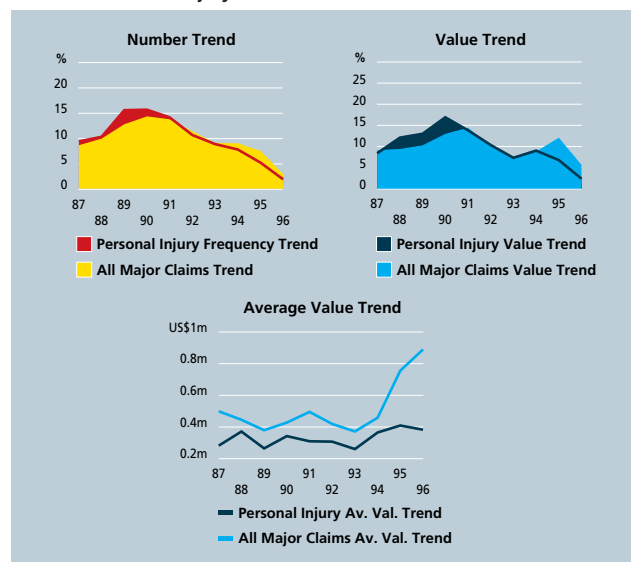 Number Trend
%
20
15
10
5
0
87 89 91 93 95
88 90 92 94 96
Personal Injury Frequency Trend
All Major Claims Trend
Value Trend
%
25
20
15
10
5
0
87 89 91 93 95
88 90 92 94 96
Personal Injury Value Trend
All Major Claims Value Trend
Average Value Trend
US$1m
0.8m
0.6m
0.4m
0.2m
87 89 91 93 95
88 90 92 94 96
Personal Injury Av. Val. Trend
All Major Claims Av. Val. Trend